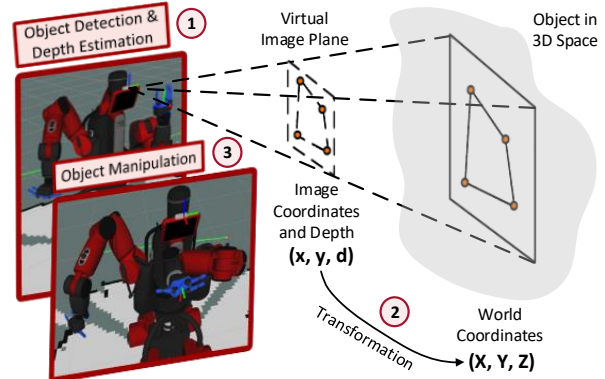 Object Detection &
Depth Estimation
1
Object Manipulation
3
Virtual
Image Plane
Object in
3D Space
Image
Coordinates
and Depth
(x, y, d)
2
Transformation
World
Coordinates
(X, Y, Z)